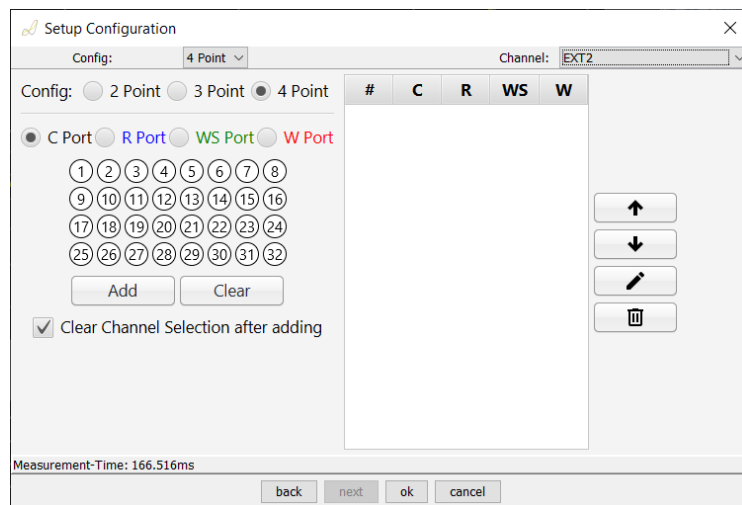 Setup Configuration
Config: 4 Point Channel: EXT2
Config: 2 Point 3 Point 4 Point
# C R WS W
C Port R Port WS Port W Port
1 2 3 4 5 6 7 8
9 10 11 12 13 14 15 16
17 18 19 20 21 22 23 24
25 26 27 28 29 30 31 32
Add Clear
Clear Channel Selection after adding
Measurement-Time: 166.516ms
back next ok cancel